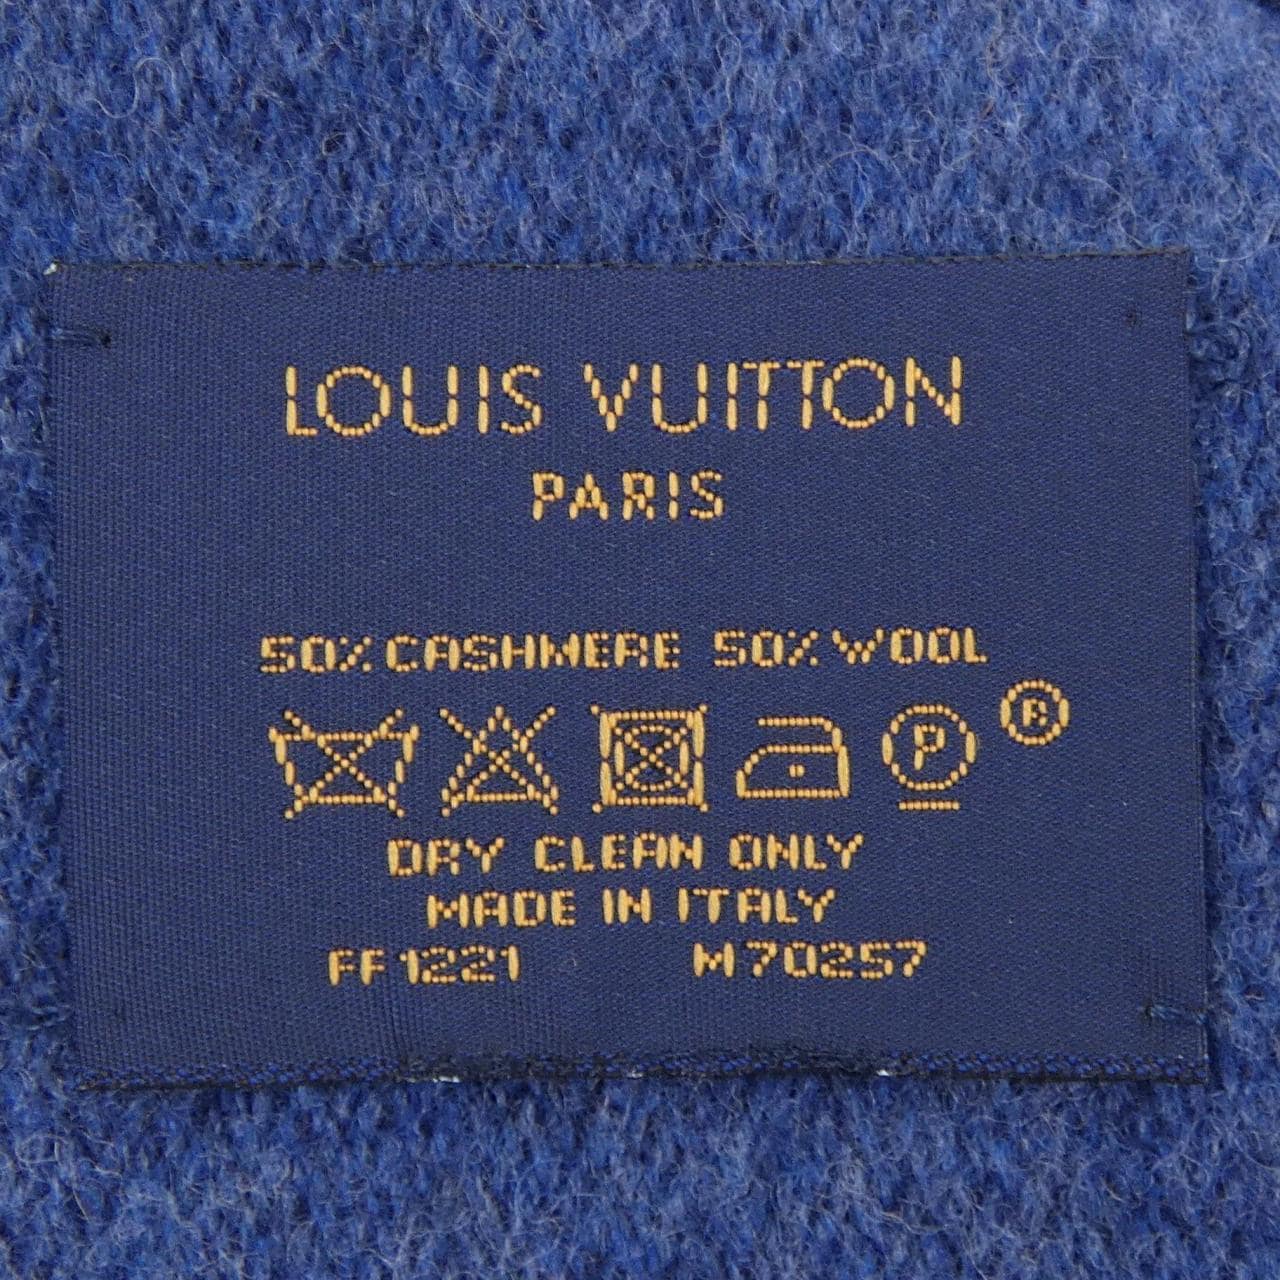 LOUIS VUITTON
PARIS
50% CASHMERE 50% WOOL
P ®
DRY CLEAN ONLY
MADE IN ITALY
FF1221 M70257